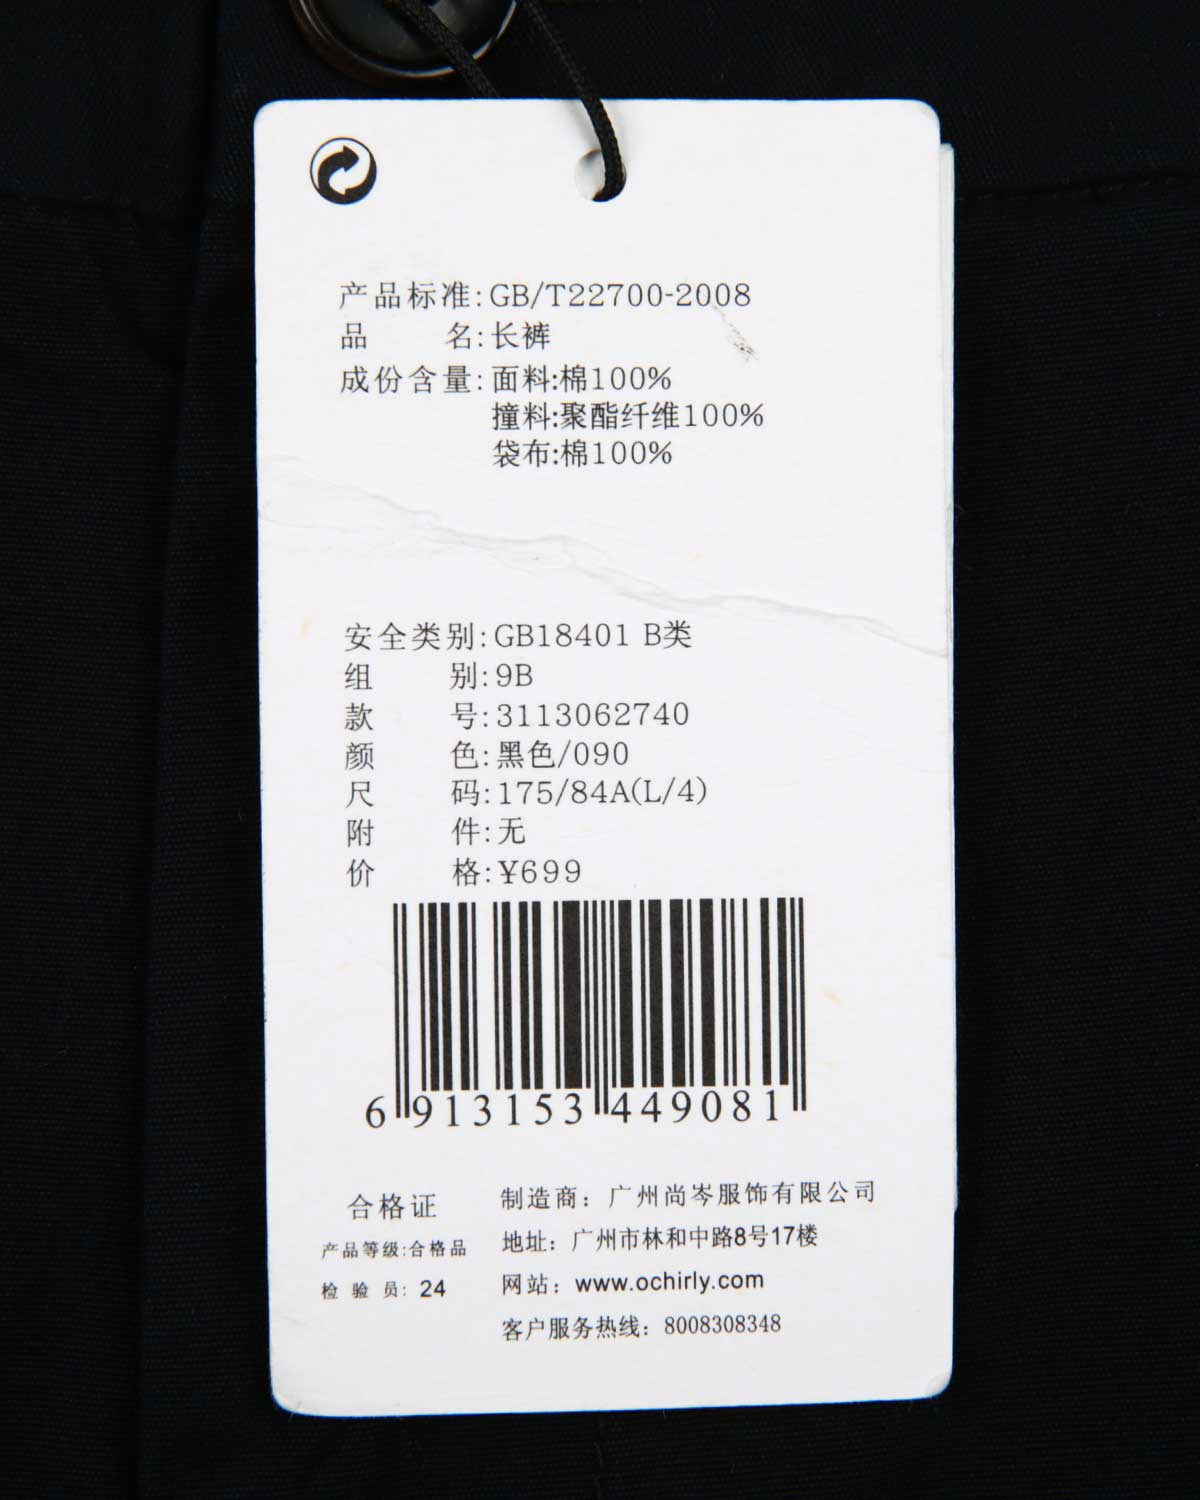 产品标准:GB/T22700-2008
品 名:长裤
成份含量:面料:棉100%
撞料:聚酯纤维100%
袋布:棉100%
安全类别:GB18401 B类
组 别:9B
款 号:3113062740
颜 色:黑色/090
尺 码:175/84A(L/4)
附 件:无
价 格:¥699
6 913153 449081
合格证
产品等级:合格品
检 验 员: 24
制造商：广州尚岑服饰有限公司
地址：广州市林和中路8号17楼
网站：www.ochirly.com
客户服务热线：8008308348